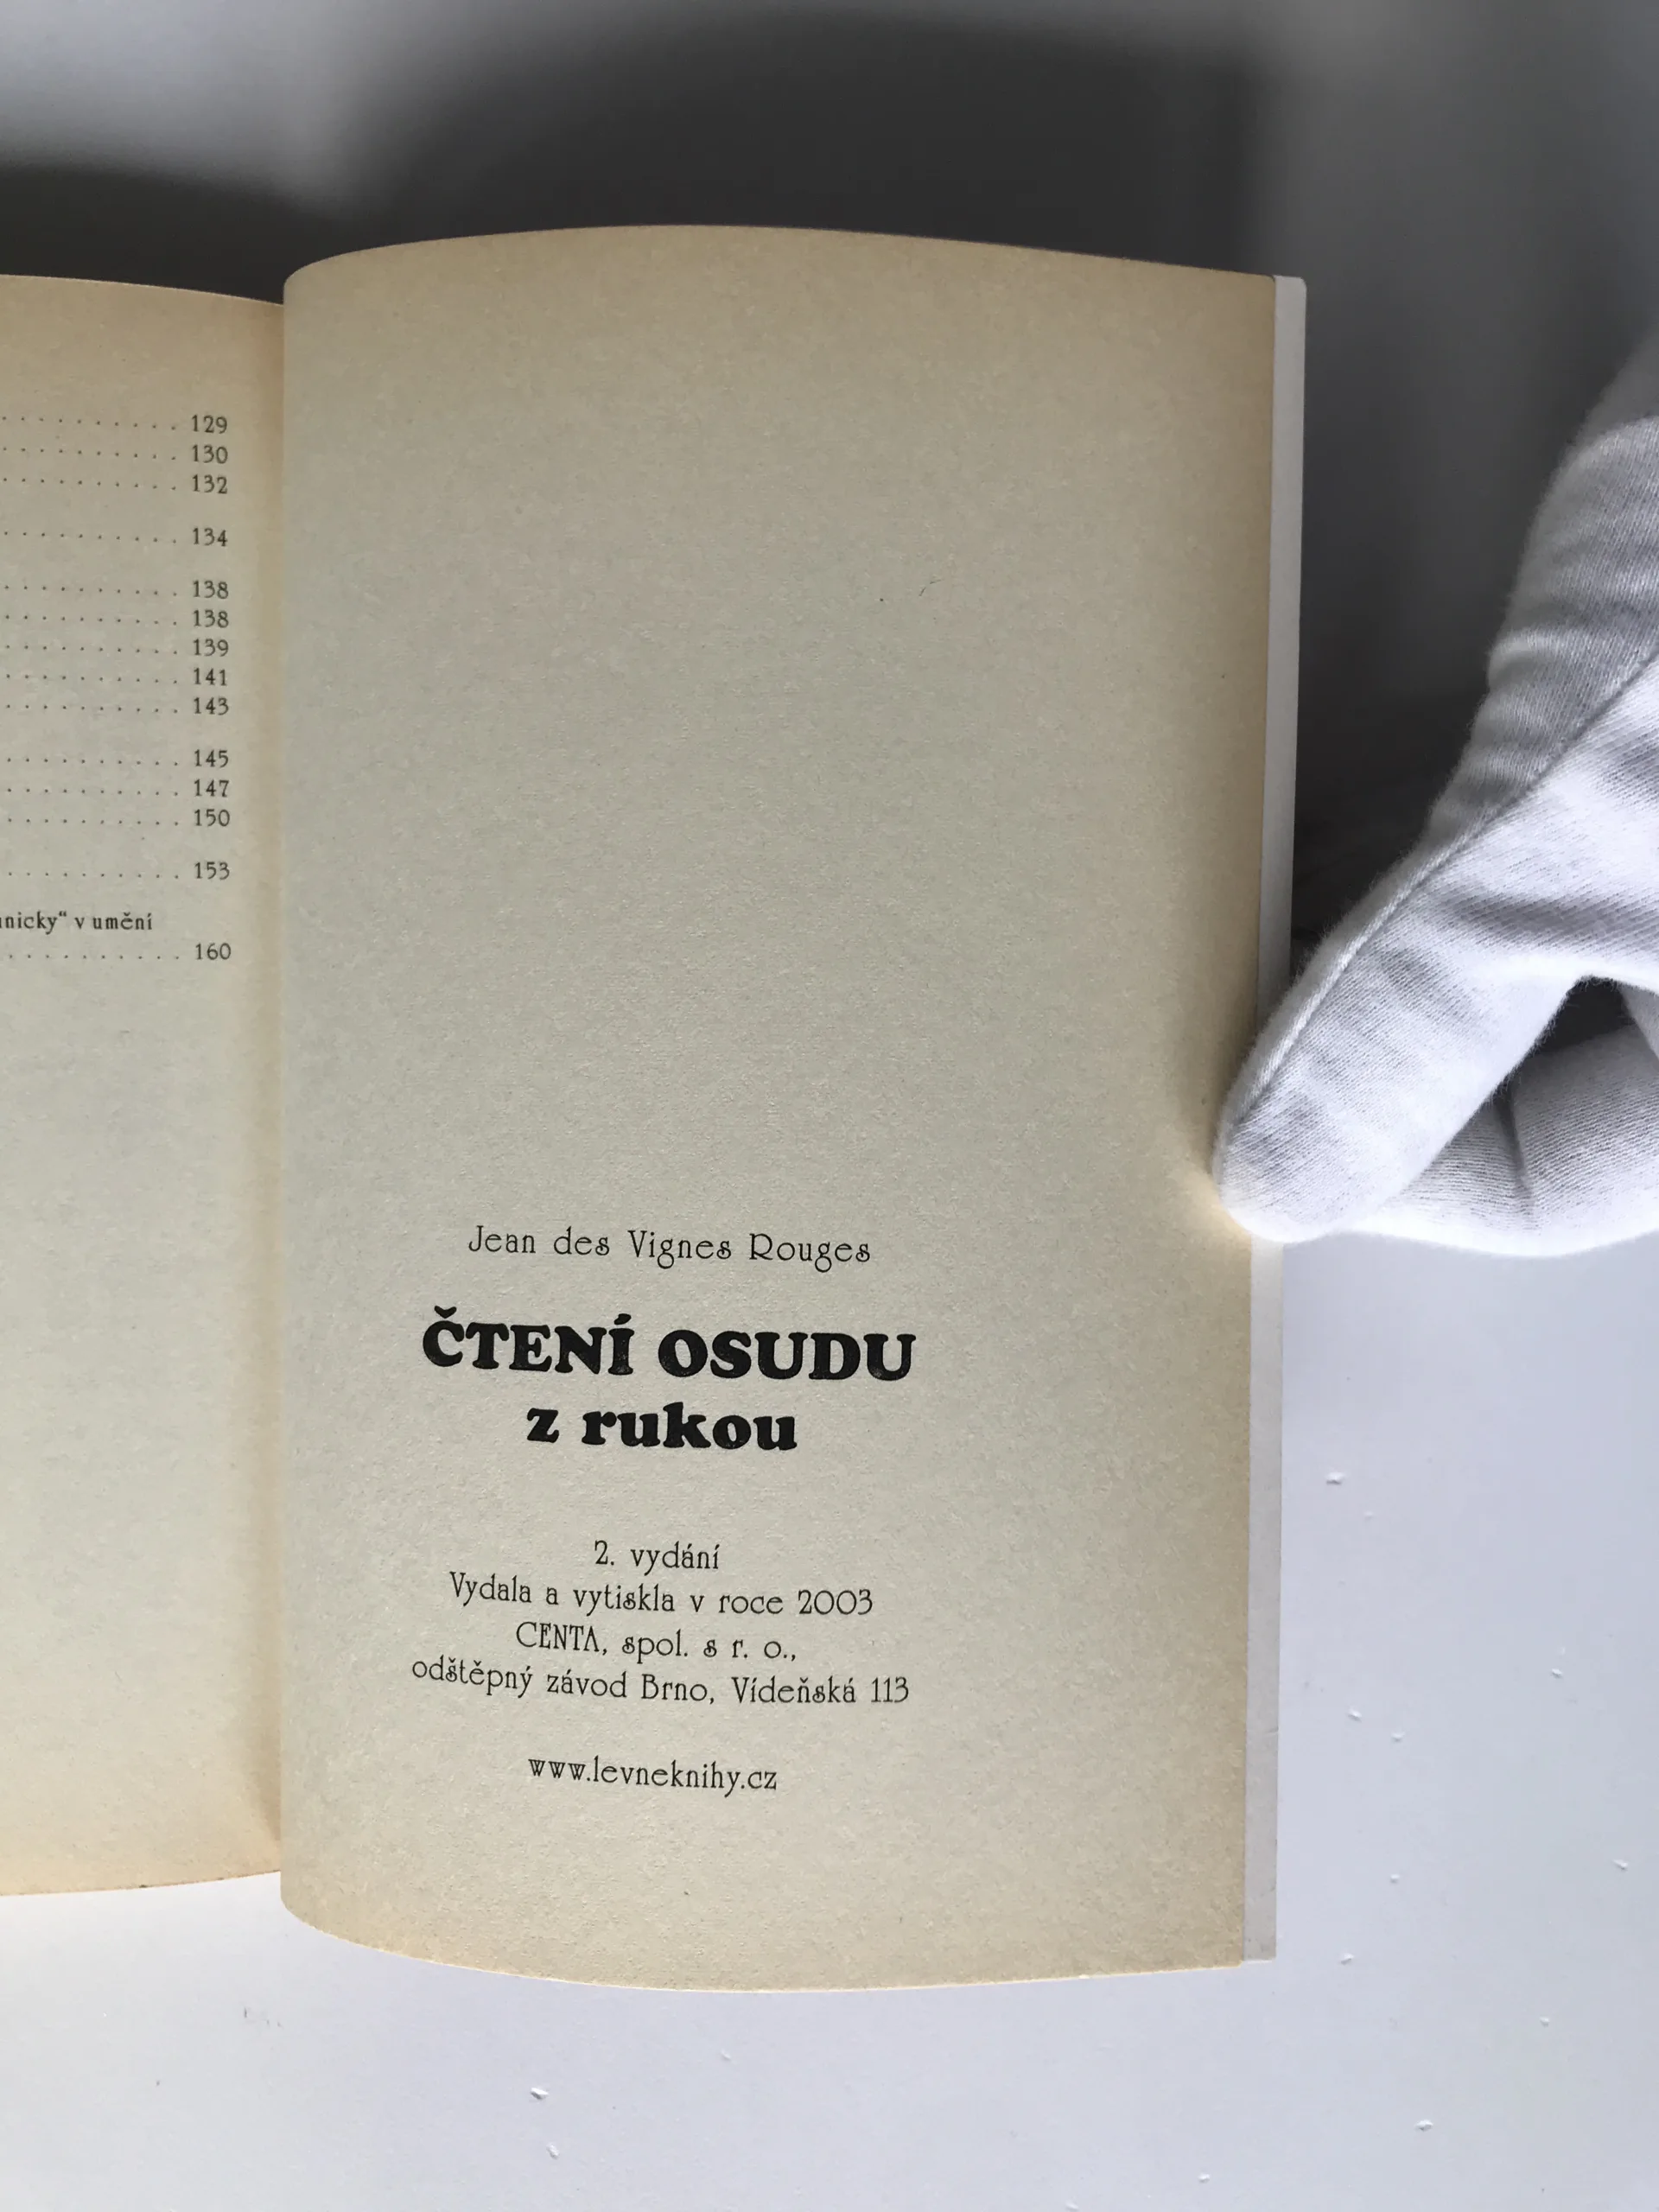 129
130
132
134
138
138
139
141
143
145
147
150
153
“ v umění
160
Jean des Vignes Rouges
ČTENÍ OSUDU
z rukou
2. vydání
Vydala a vytiskla v roce 2003
CENTA, spol. s r. o.,
odštěpný závod Brno, Vídeňská 113
www.levneknihy.cz